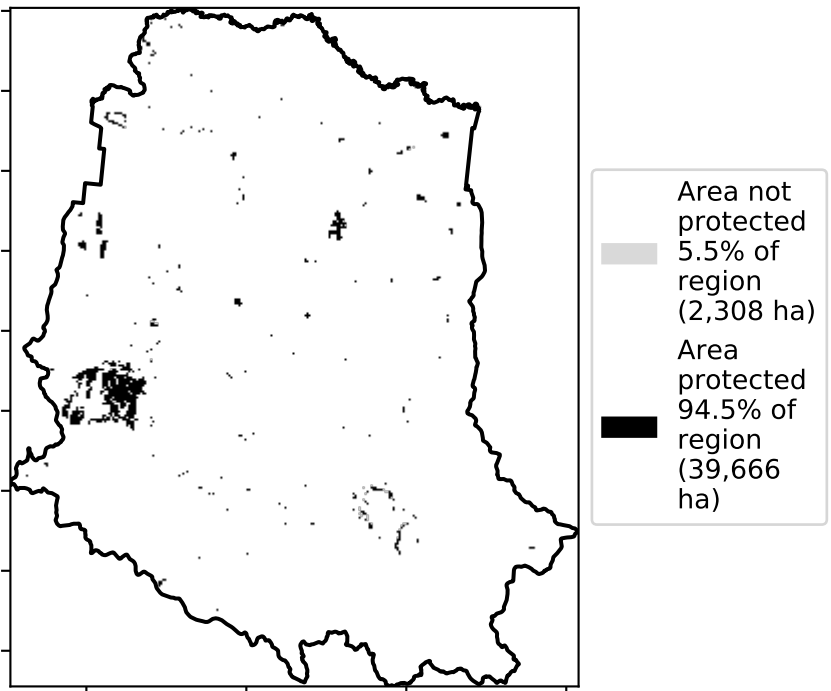 Area not
protected
5.5% of
region
(2,308 ha)
Area
protected
94.5% of
region
(39,666
ha)